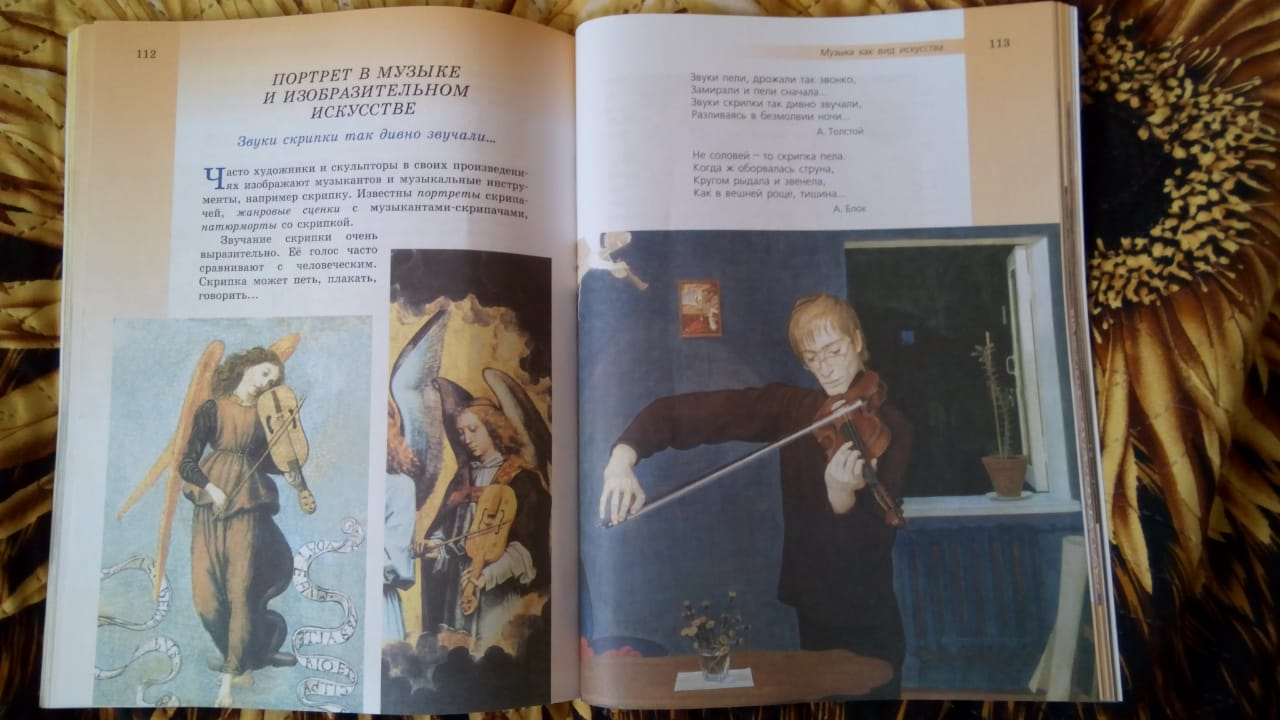 112
ПОРТРЕТ В МУЗЫКЕ
И ИЗОБРАЗИТЕЛЬНОМ
ИСКУССТВЕ
Звуки скрипки так дивно звучали...
Часто художники и скульпторы в своих произведени-
ях изображают музыкантов и музыкальные инстру-
менты, например скрипку. Известны портреты скрипа-
чей, жанровые сценки с музыкантами-скрипачами,
натюрморты со скрипкой.
Звучание скрипки очень
выразительно. Её голос часто
сравнивают с человеческим.
Скрипка может петь, плакать,
говорить...
Музыка как вид искусства
113
Звуки пели, дрожали так звонко,
Замирали и пели сначала...
Звуки скрипки так дивно звучали,
Разливаясь в безмолвии ночи...
А. Толстой
Не соловей — то скрипка пела.
Когда ж оборвалась струна,
Кругом рыдала и звенела,
Как в вешней роще, тишина...
А. Блок